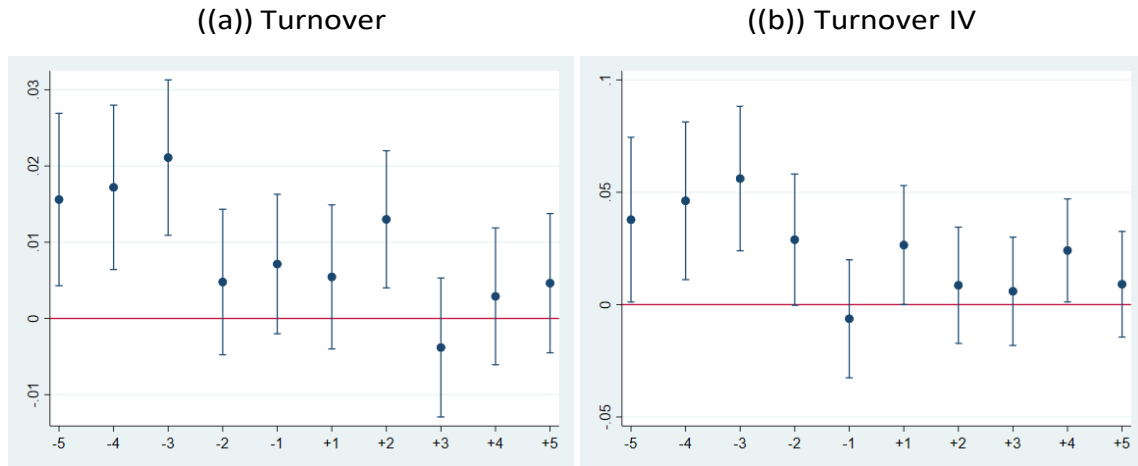 ((a)) Turnover
((b)) Turnover IV
.03
.02
.01
0
-.01
-5 -4 -3 -2 -1 +1 +2 +3 +4 +5
.1
.05
0
-.05
-5 -4 -3 -2 -1 +1 +2 +3 +4 +5